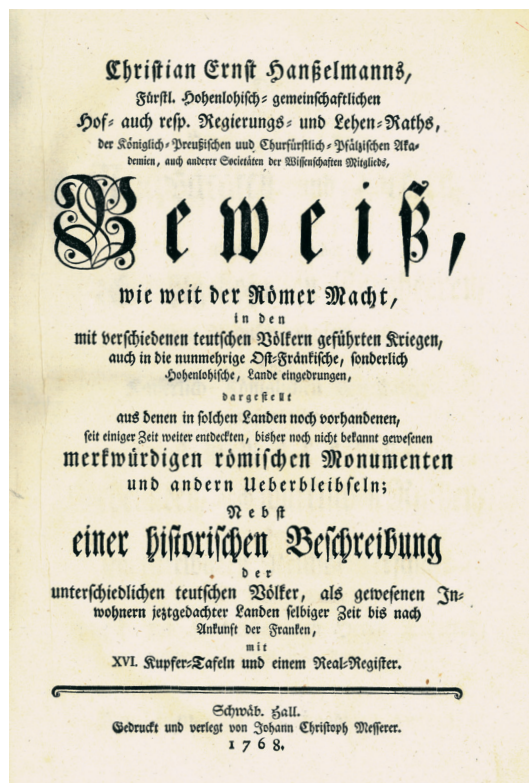 Christian Ernst Hanßelmanns,
Fürstl. Hohenlohisch-gemeinschaftlichen
Hof- auch resp. Regierungs- und Lehen-Raths,
der Königlich-Preußischen uud Churfürstlich-Pfälzischen Aka-
demien, auch anderer Societäten der Wissenschaften Mitglieds,
Beweiß,
wie weit der Römer Macht,
in den
mit verschiedenen teutschen Völkern geführten Kriegen,
auch in die nunmehrige Ost-Fränkische, sonderlich
Hohenlohische, Lande eingedrungen,
dargestellt
aus denen in solchen Landen noch vorhandenen,
seit einiger Zeit weiter entdeckten, bisher noch nicht bekannt gewesenen
merkwürdigen römischen Monumenten
und andern Ueberbleibseln;
Nebst
einer historischen Beschreibung
der
unterschiedlichen teutschen Völker, als gewesenen In-
wohnern jeztgedachter Landen selbiger Zeit bis nach
Ankunft der Franken,
mit
XVI. Kupfer-Tafeln und einem Real-Register.
Schwäb. Hall.
Gedruckt und verlegt von Johann Christoph Messerer.
1768.